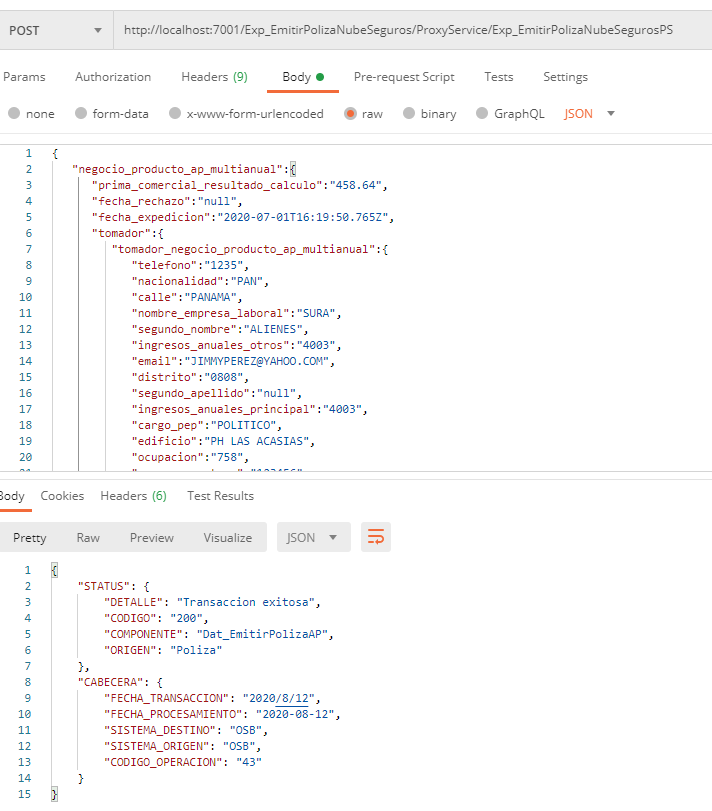 POST http://localhost:7001/Exp_EmitirPolizaNubeSeguros/ProxyService/Exp_EmitirPolizaNubeSegurosPS
Params Authorization Headers (9) Body Pre-request Script Tests Settings
none form-data x-www-form-urlencoded raw binary GraphQL JSON
1 {
2 "negocio_producto_ap_multianual":{
3 "prima_comercial_resultado_calculo":"458.64",
4 "fecha_rechazo":"null",
5 "fecha_expedicion":"2020-07-01T16:19:50.765Z",
6 "tomador":{
7 "tomador_negocio_producto_ap_multianual":{
8 "telefono":"1235",
9 "nacionalidad":"PAN",
10 "calle":"PANAMA",
11 "nombre_empresa_laboral":"SURA",
12 "segundo_nombre":"ALIENES",
13 "ingresos_anuales_otros":"4003",
14 "email":"JIMMYPEREZ@YAHOO.COM",
15 "distrito":"0808",
16 "segundo_apellido":"null",
17 "ingresos_anuales_principal":"4003",
18 "cargo_pep":"POLITICO",
19 "edificio":"PH LAS ACASIAS",
20 "ocupacion":"758",
Body Cookies Headers (6) Test Results
Pretty Raw Preview Visualize JSON
1 {
2 "STATUS": {
3 "DETALLE": "Transaccion exitosa",
4 "CODIGO": "200",
5 "COMPONENTE": "Dat_EmitirPolizaAP",
6 "ORIGEN": "Poliza"
7 },
8 "CABECERA": {
9 "FECHA_TRANSACCION": "2020/8/12",
10 "FECHA_PROCESAMIENTO": "2020-08-12",
11 "SISTEMA_DESTINO": "OSB",
12 "SISTEMA_ORIGEN": "OSB",
13 "CODIGO_OPERACION": "43"
14 }
15 }